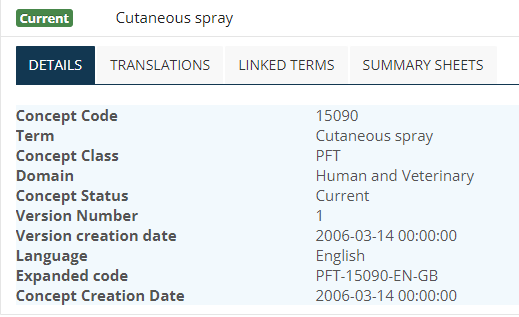 Current Cutaneous spray
DETAILS TRANSLATIONS LINKED TERMS SUMMARY SHEETS
Concept Code 15090
Term Cutaneous spray
Concept Class PFT
Domain Human and Veterinary
Concept Status Current
Version Number 1
Version creation date 2006-03-14 00:00:00
Language English
Expanded code PFT-15090-EN-GB
Concept Creation Date 2006-03-14 00:00:00